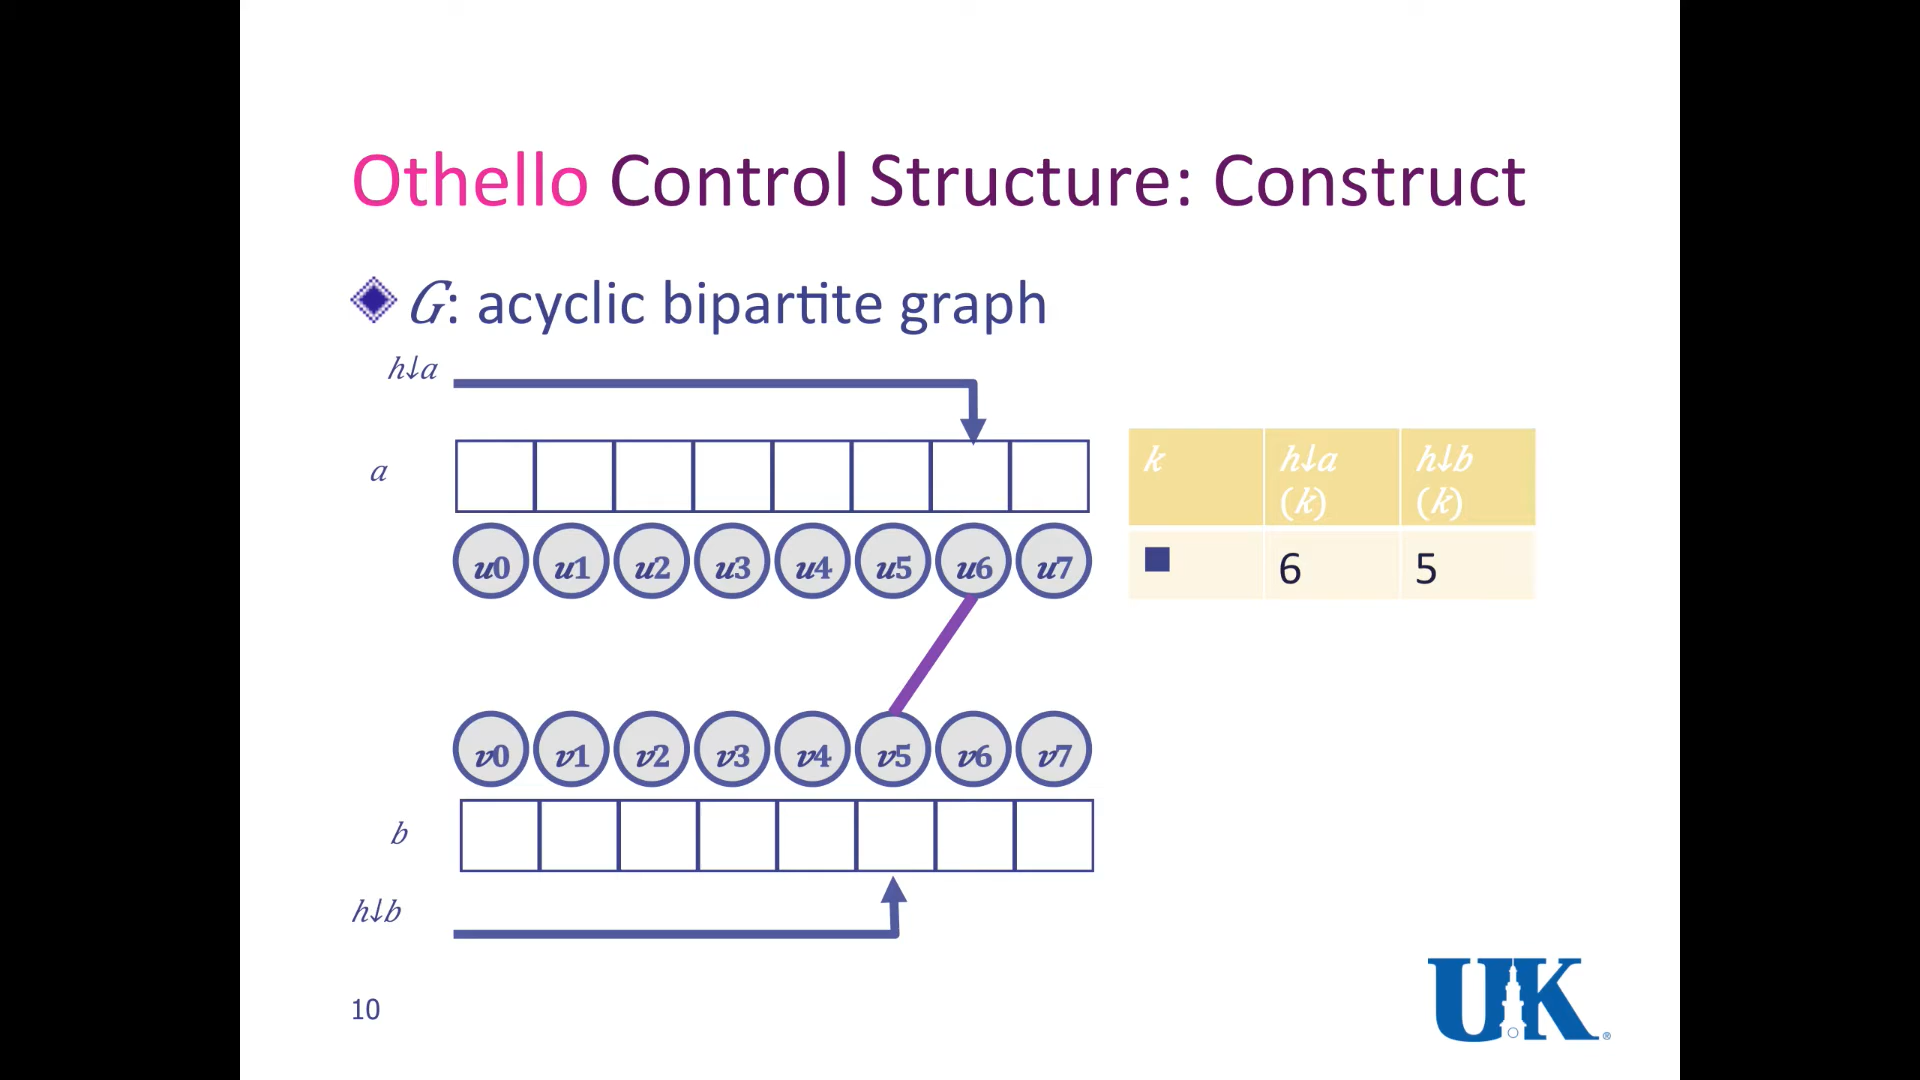 Othello Control Structure: Construct
G: acyclic bipartite graph
h↓a
a
u0 u1 u2 u3 u4 u5 u6 u7
v0 v1 v2 v3 v4 v5 v6 v7
b
h↓b
k h↓a (k) h↓b (k)
6 5
10
UK®